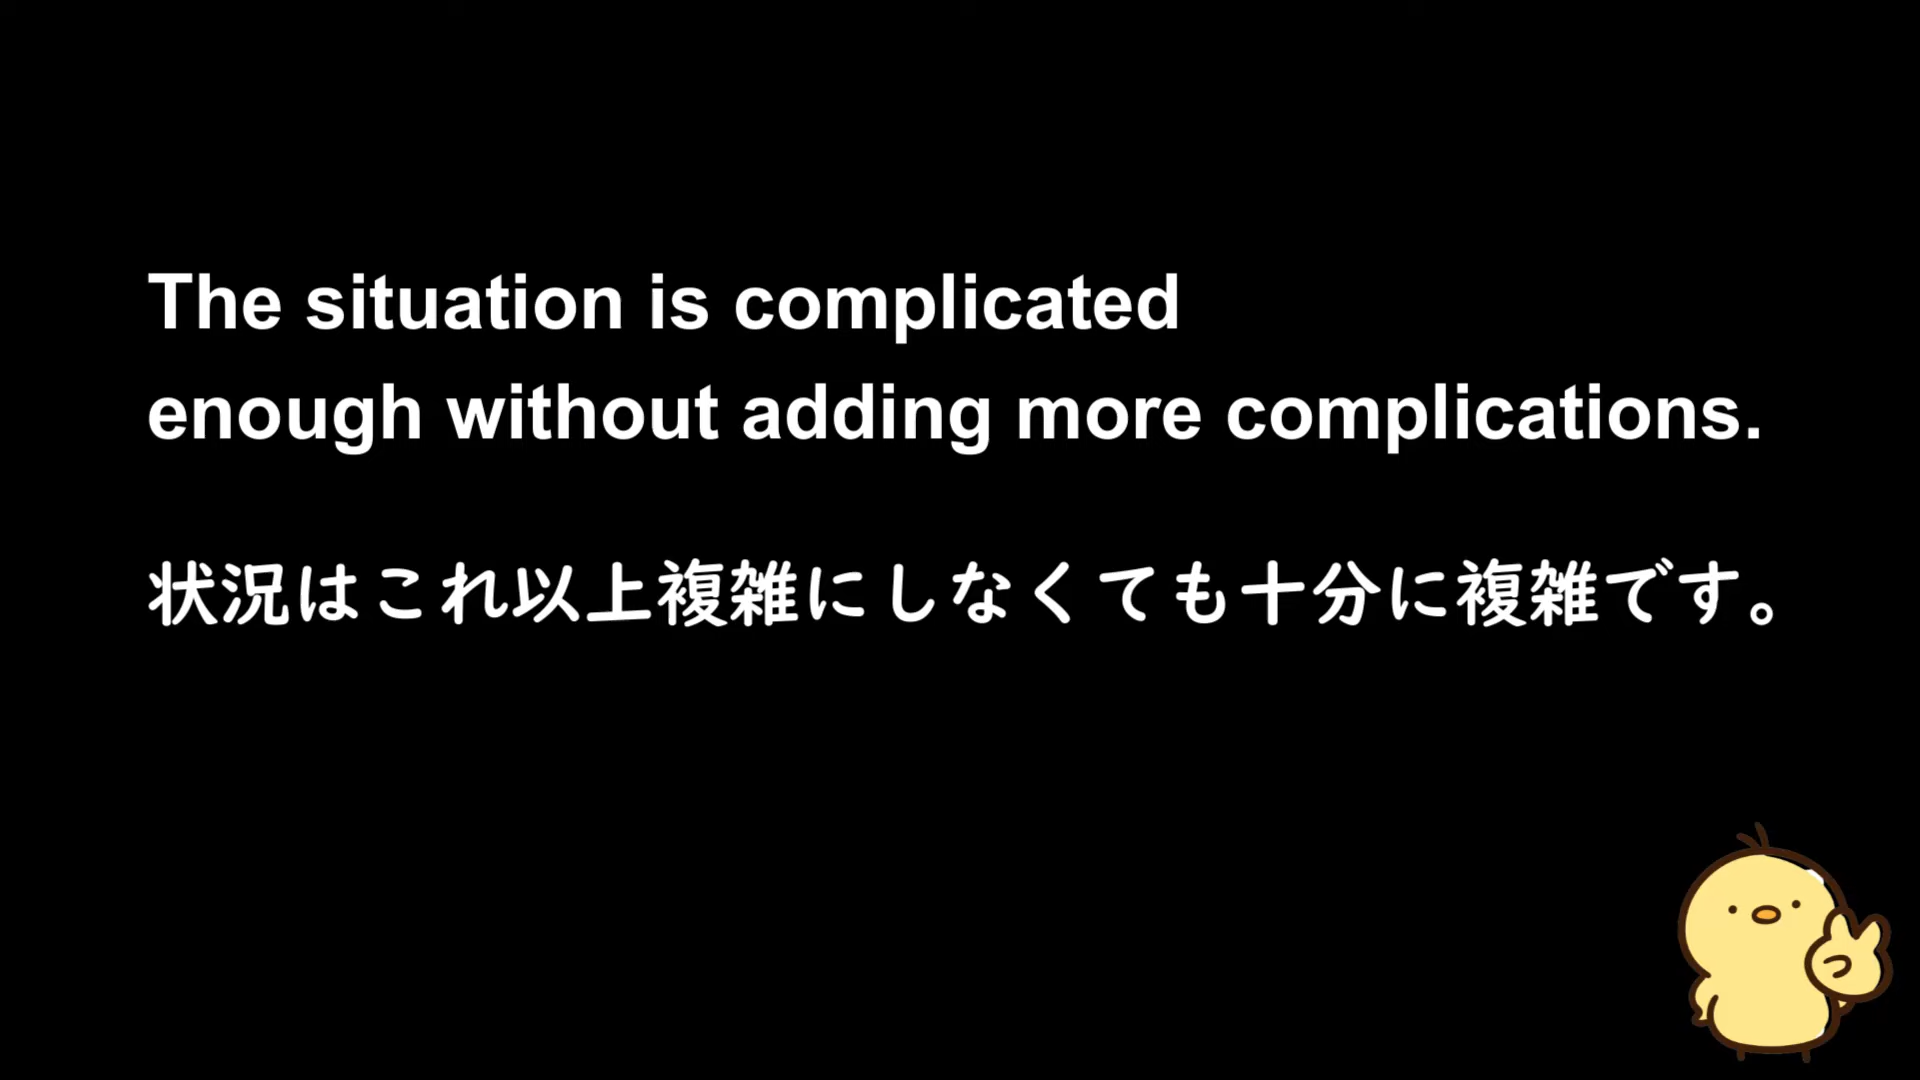 The situation is complicated
enough without adding more complications.
状況はこれ以上複雑にしなくても十分に複雑です。